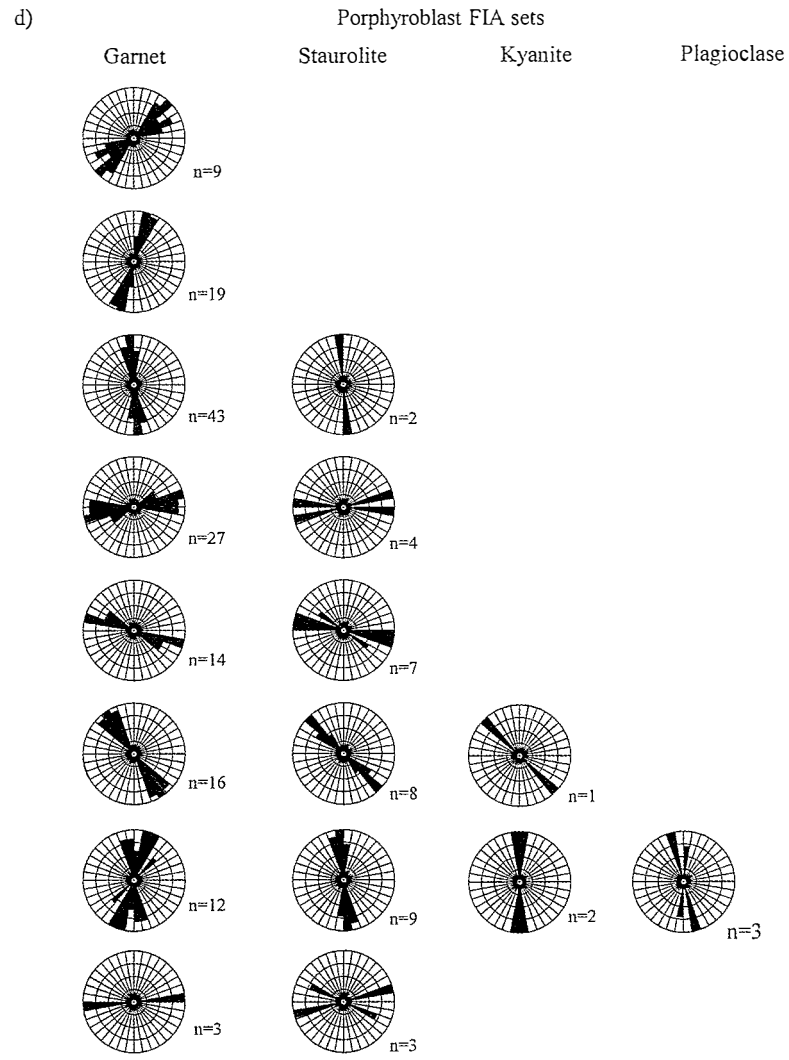 d) Porphyroblast FIA sets
Garnet Staurolite Kyanite Plagioclase
n=9
n=19
n=43 n=2
n=27 n=4
n=14 n=7
n=16 n=8 n=1
n=12 n=9 n=2 n=3
n=3 n=3